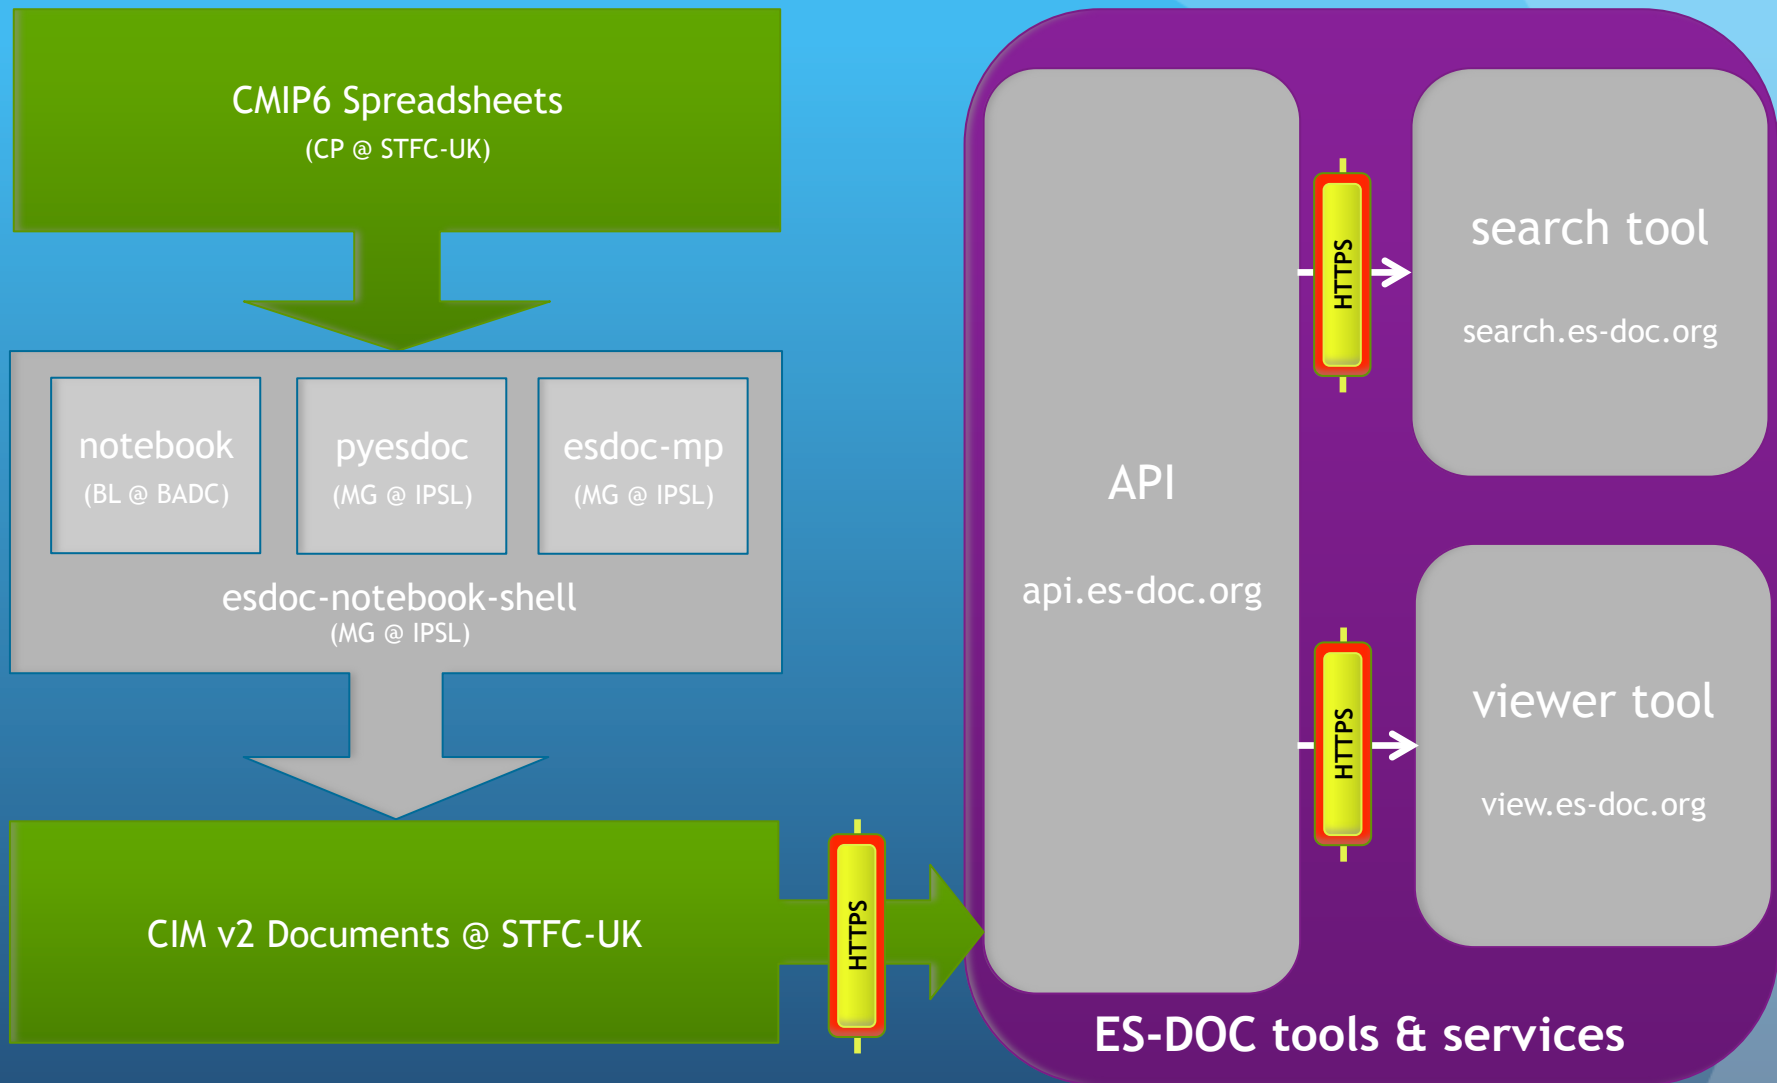 CMIP6 Spreadsheets
(CP @ STFC-UK)
notebook
(BL @ BADC)
pyesdoc
(MG @ IPSL)
esdoc-mp
(MG @ IPSL)
esdoc-notebook-shell
(MG @ IPSL)
CIM v2 Documents @ STFC-UK
HTTPS
API
api.es-doc.org
HTTPS
search tool
search.es-doc.org
HTTPS
viewer tool
view.es-doc.org
ES-DOC tools & services